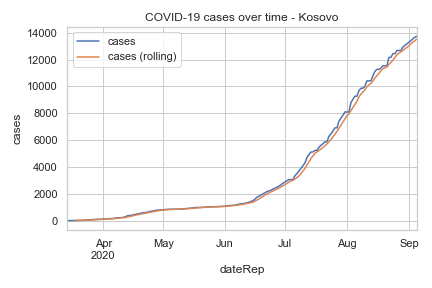 COVID-19 cases over time - Kosovo
cases
cases (rolling)
14000
12000
10000
8000
6000
4000
2000
0
cases
Apr
2020
May
Jun
Jul
Aug
Sep
dateRep